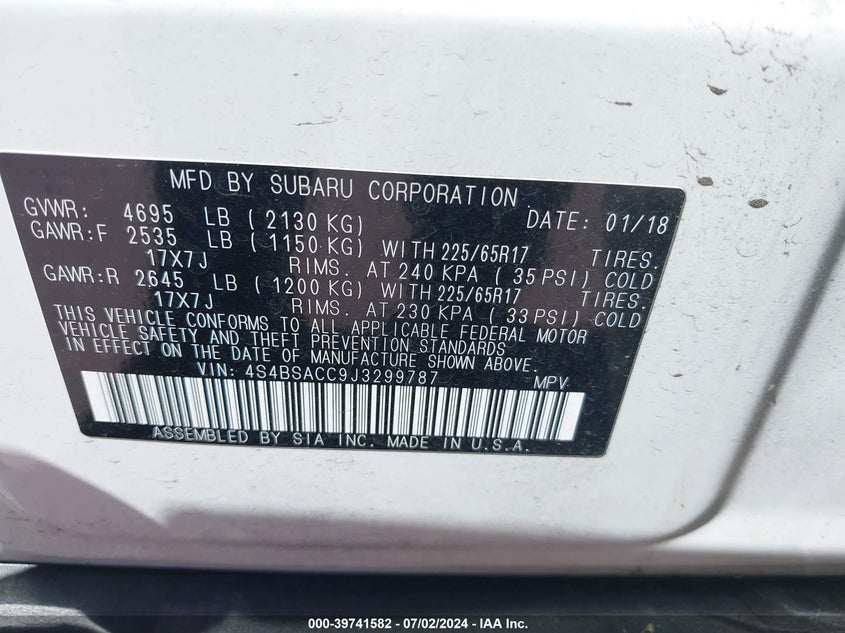 MFD BY SUBARU CORPORATION
GVWR: 4695 LB ( 2130 KG) DATE: 01/18
GAWR:F 2535 LB ( 1150 KG) WITH 225/65R17 TIRES.
17X7J RIMS. AT 240 KPA ( 35 PSI) COLD
GAWR:R 2645 LB ( 1200 KG) WITH 225/65R17 TIRES.
17X7J RIMS. AT 230 KPA ( 33 PSI) COLD
THIS VEHICLE CONFORMS TO ALL APPLICABLE FEDERAL MOTOR
VEHICLE SAFETY AND THEFT PREVENTION STANDARDS
IN EFFECT ON THE DATE OF MANUFACTURE SHOWN ABOVE.
VIN: 4S4BSACC9J3299787 MPV
ASSEMBLED BY SIA INC. MADE IN U.S.A.
000-39741582 - 07/02/2024 - IAA Inc.